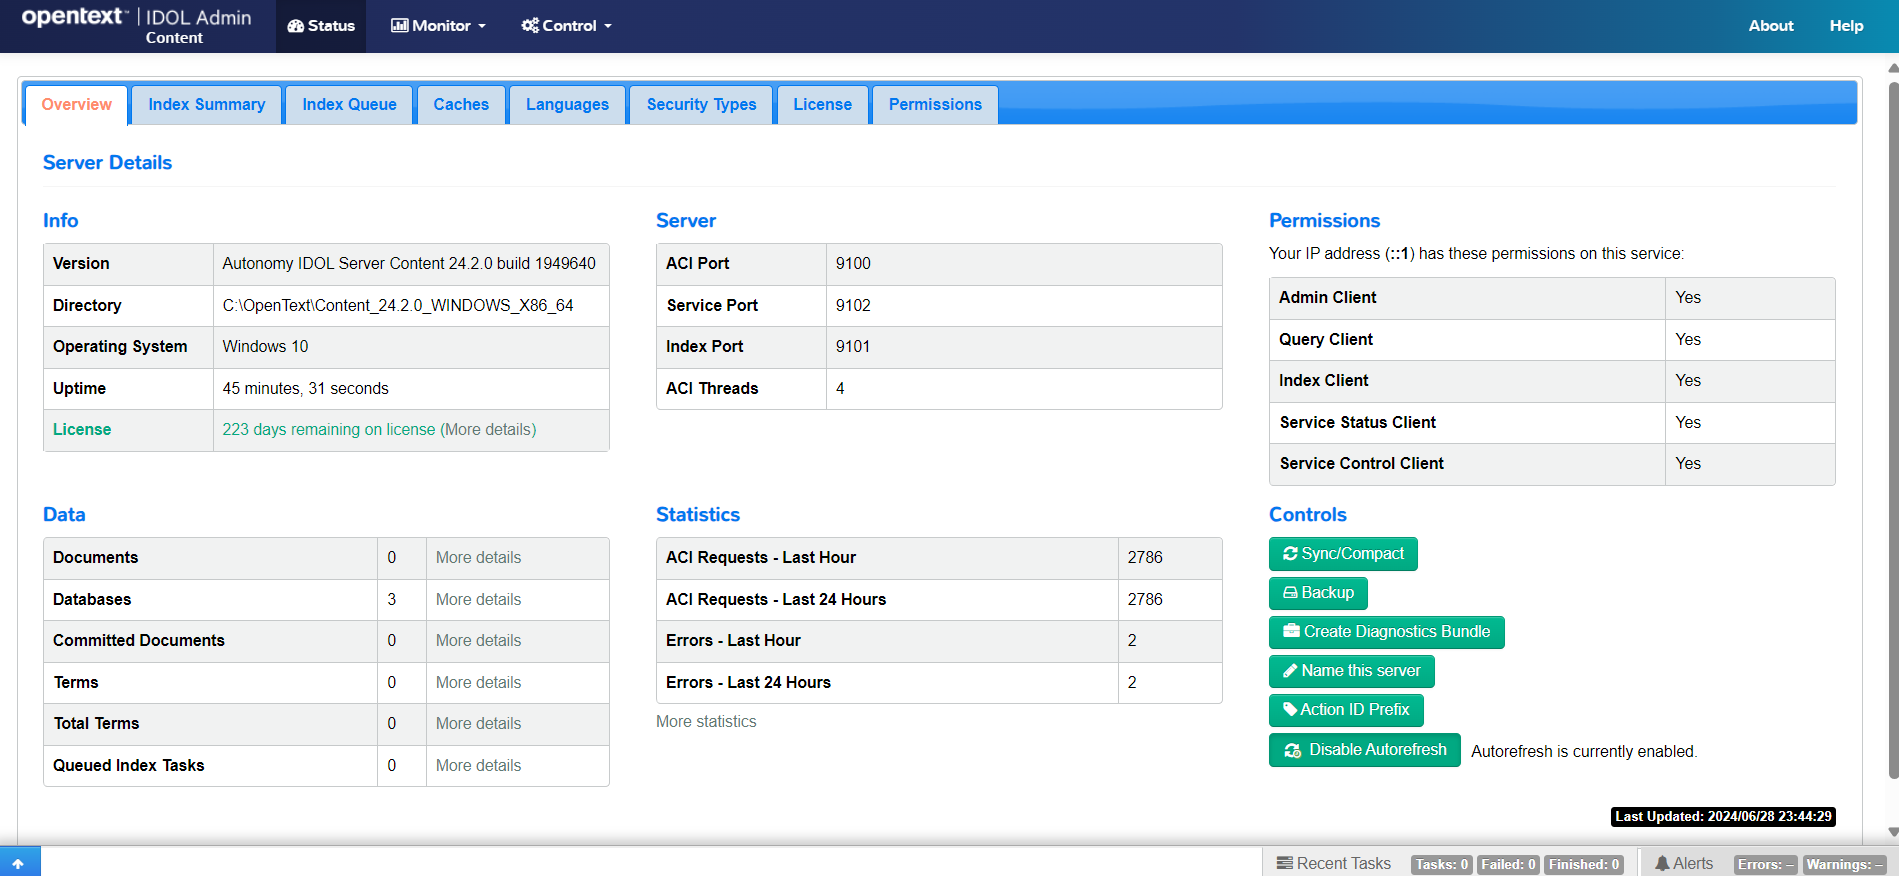 opentext™ | IDOL Admin
Content
Status
Monitor
Control
About
Help
Overview
Index Summary
Index Queue
Caches
Languages
Security Types
License
Permissions
Server Details
Info
Version Autonomy IDOL Server Content 24.2.0 build 1949640
Directory C:\OpenText\Content_24.2.0_WINDOWS_X86_64
Operating System Windows 10
Uptime 45 minutes, 31 seconds
License 223 days remaining on license (More details)
Server
ACI Port 9100
Service Port 9102
Index Port 9101
ACI Threads 4
Permissions
Your IP address (::1) has these permissions on this service:
Admin Client Yes
Query Client Yes
Index Client Yes
Service Status Client Yes
Service Control Client Yes
Data
Documents 0 More details
Databases 3 More details
Committed Documents 0 More details
Terms 0 More details
Total Terms 0 More details
Queued Index Tasks 0 More details
Statistics
ACI Requests - Last Hour 2786
ACI Requests - Last 24 Hours 2786
Errors - Last Hour 2
Errors - Last 24 Hours 2
More statistics
Controls
Sync/Compact
Backup
Create Diagnostics Bundle
Name this server
Action ID Prefix
Disable Autorefresh Autorefresh is currently enabled.
Last Updated: 2024/06/28 23:44:29
Recent Tasks Tasks: 0 Failed: 0 Finished: 0
Alerts Errors: – Warnings: –